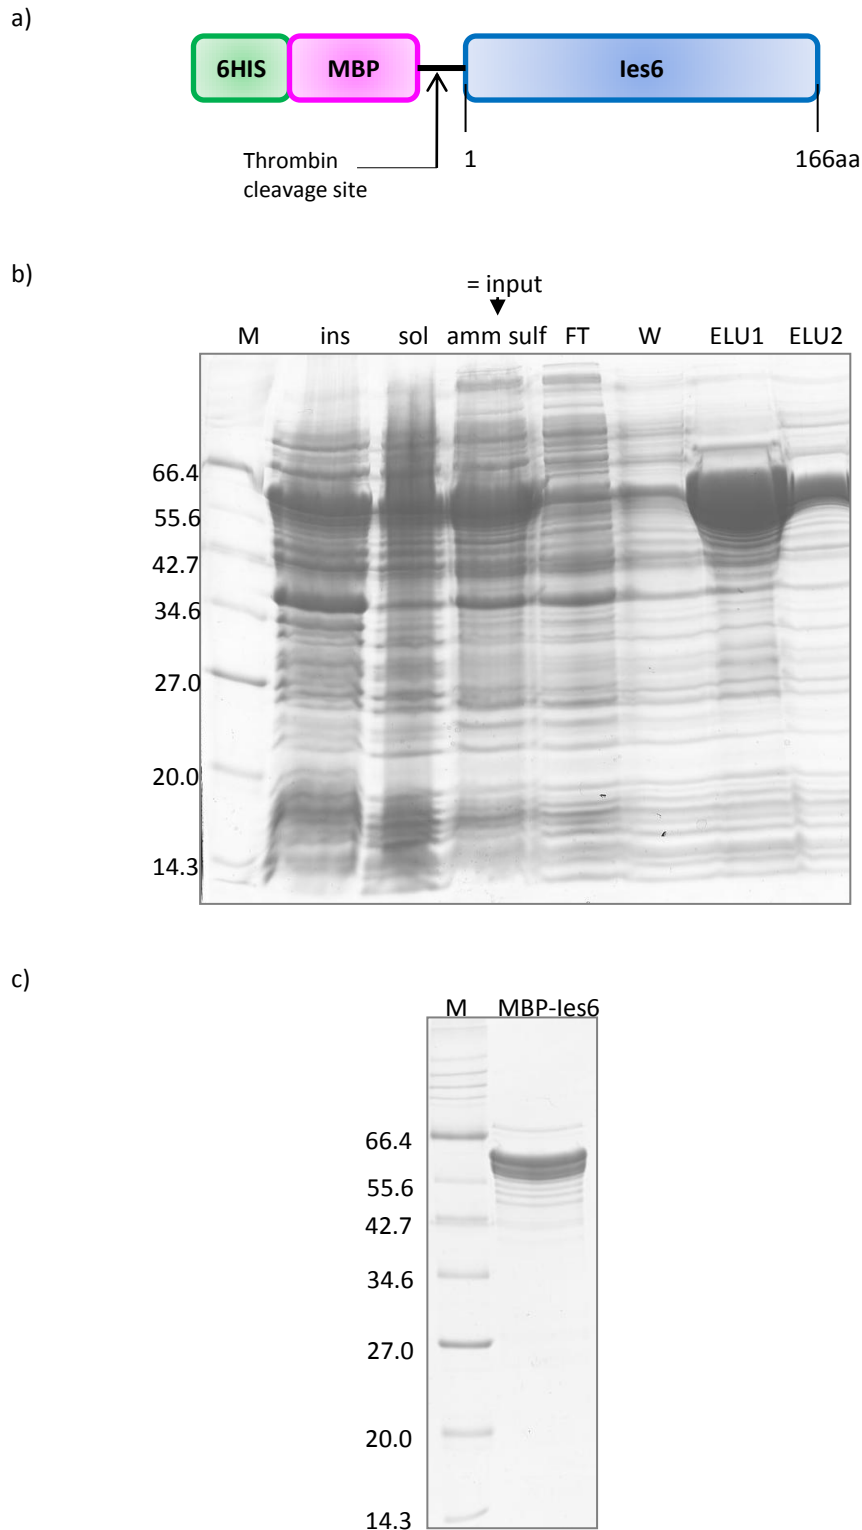 a)
6HIS MBP Ies6
Thrombin
cleavage site
1 166aa
b)
= input
M ins sol amm sulf FT W ELU1 ELU2
66.4
55.6
42.7
34.6
27.0
20.0
14.3
c)
M MBP-Ies6
66.4
55.6
42.7
34.6
27.0
20.0
14.3